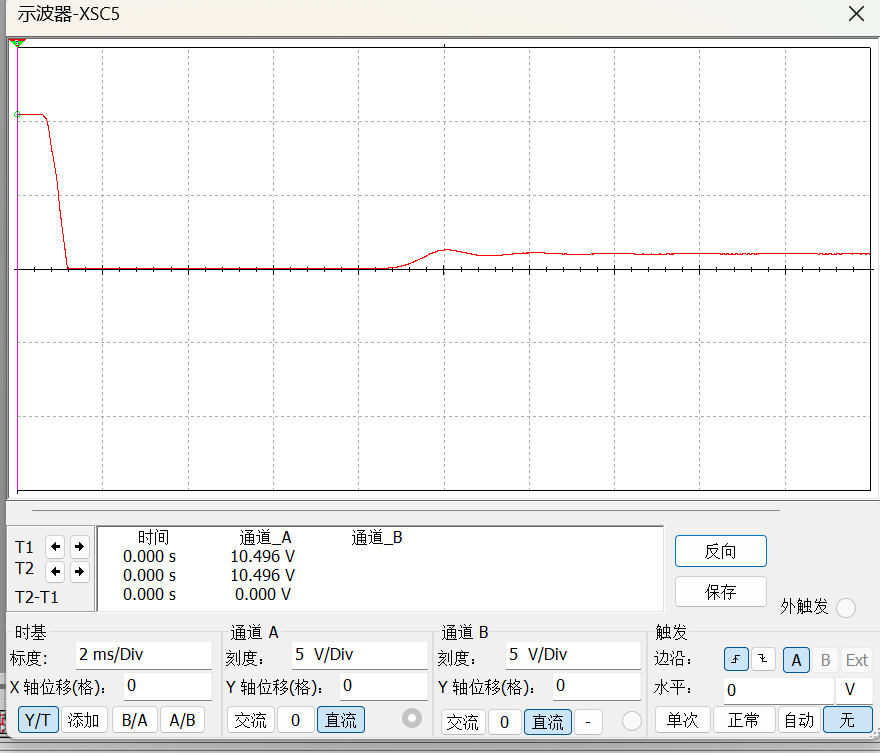 示波器-XSC5
时间 通道_A 通道_B
T1 0.000 s 10.496 V
T2 0.000 s 10.496 V
T2-T1 0.000 s 0.000 V
反向
保存
外触发
时基
标度： 2 ms/Div
X 轴位移(格)： 0
Y/T 添加 B/A A/B
通道 A
刻度： 5 V/Div
Y 轴位移(格)： 0
交流 0 直流
通道 B
刻度： 5 V/Div
Y 轴位移(格)： 0
交流 0 直流 -
触发
边沿： A B Ext
水平： 0 V
单次 正常 自动 无